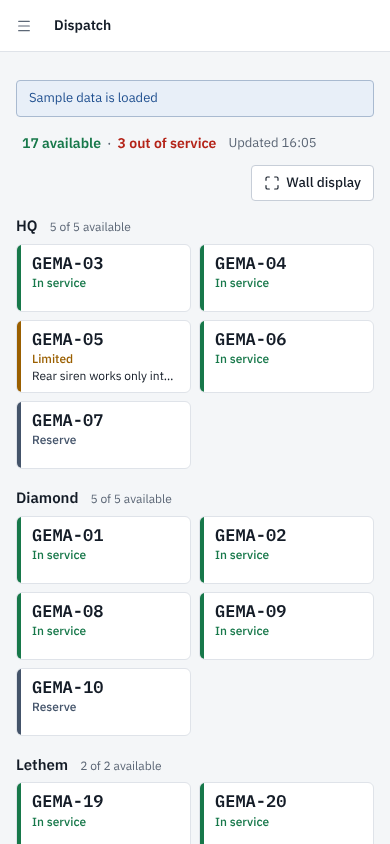 Dispatch
Sample data is loaded
17 available · 3 out of service Updated 16:05
Wall display
HQ 5 of 5 available
GEMA-03
In service
GEMA-04
In service
GEMA-05
Limited
Rear siren works only int...
GEMA-06
In service
GEMA-07
Reserve
Diamond 5 of 5 available
GEMA-01
In service
GEMA-02
In service
GEMA-08
In service
GEMA-09
In service
GEMA-10
Reserve
Lethem 2 of 2 available
GEMA-19
In service
GEMA-20
In service